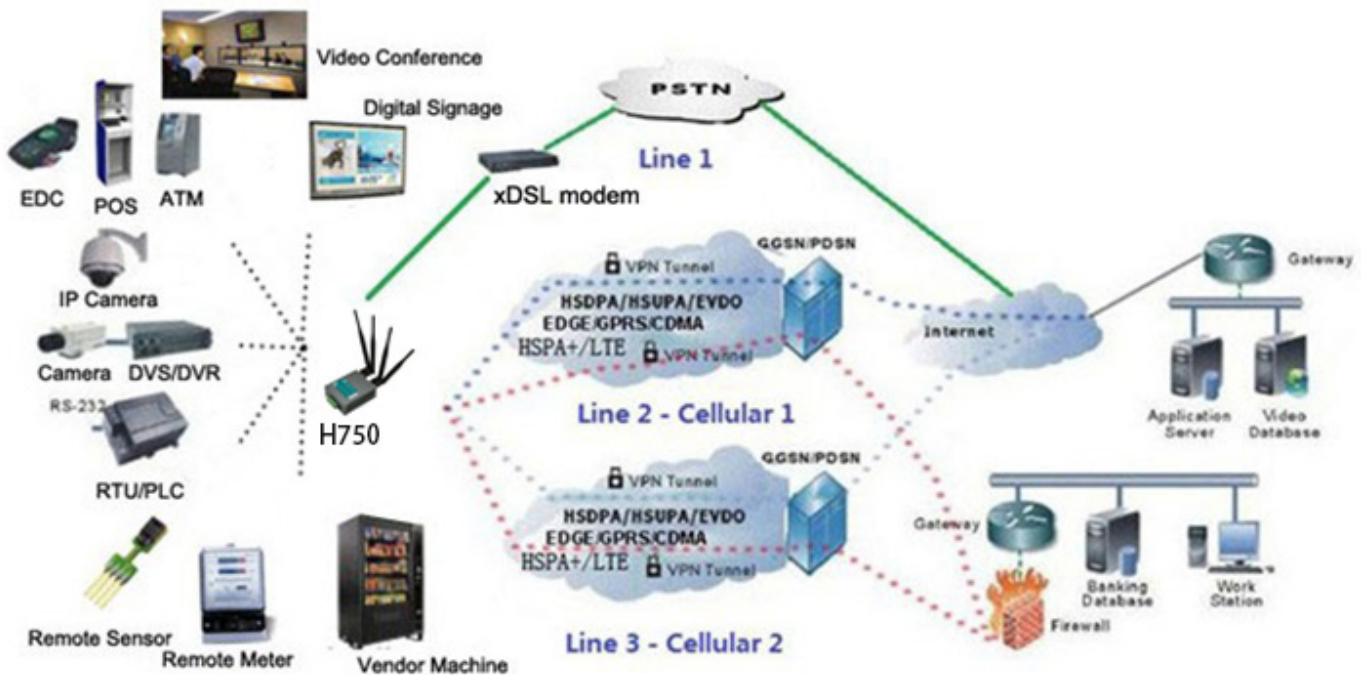 Video Conference
PSTN
Digital Signage
Line 1
EDC
POS
ATM
xDSL modem
GGSN/PDSN
VPN Tunnel
Gateway
IP Camera
HSDPA/HSUPA/EVDO
EDGE/GPRS/CDMA
HSPA+/LTE
VPN Tunnel
Internet
Camera
DVS/DVR
RS-232
Line 2 - Cellular 1
Application
Server
Video
Database
H750
GGSN/PDSN
VPN Tunnel
RTU/PLC
HSDPA/HSUPA/EVDO
EDGE/GPRS/CDMA
HSPA+/LTE
VPN Tunnel
Gateway
Banking
Database
Work
Station
Firewall
Remote Sensor
Remote Meter
Vendor Machine
Line 3 - Cellular 2